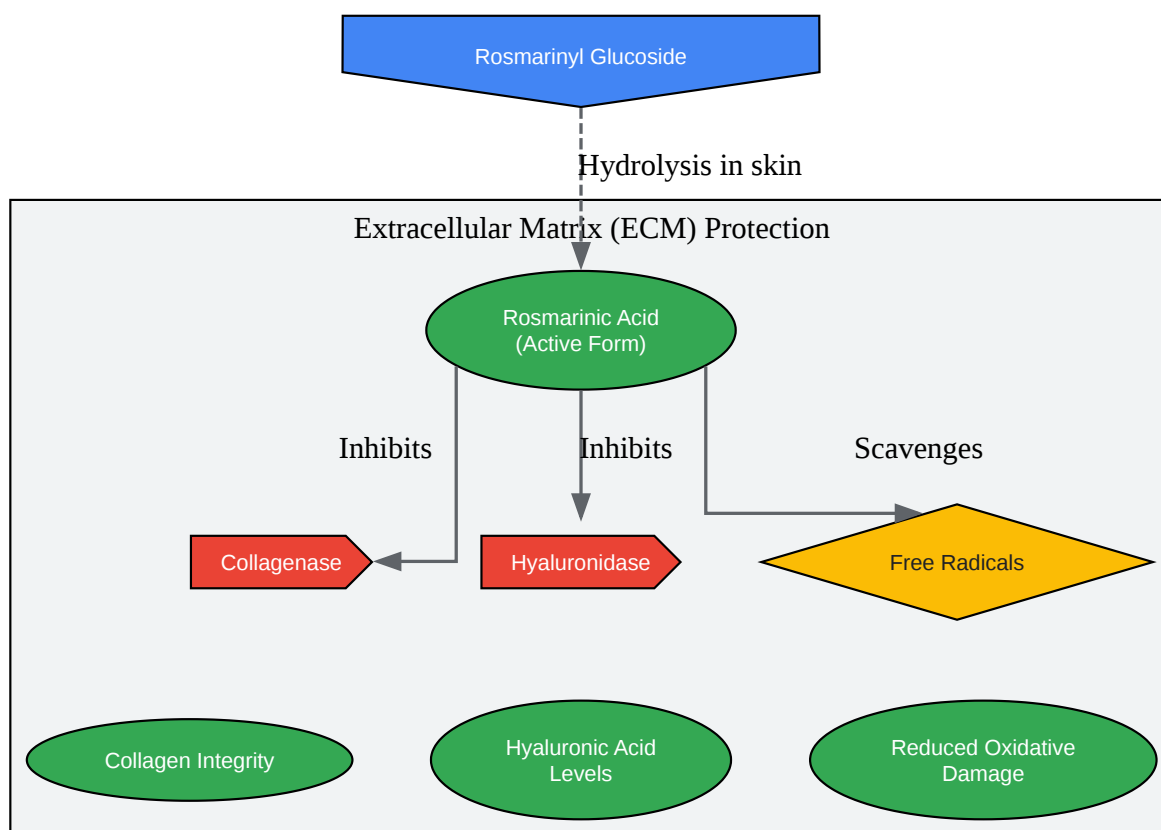 Rosmarinyl Glucoside
Hydrolysis in skin
Extracellular Matrix (ECM) Protection
Rosmarinic Acid
(Active Form)
Inhibits
Inhibits
Scavenges
Collagenase
Hyaluronidase
Free Radicals
Collagen Integrity
Hyaluronic Acid
Levels
Reduced Oxidative
Damage